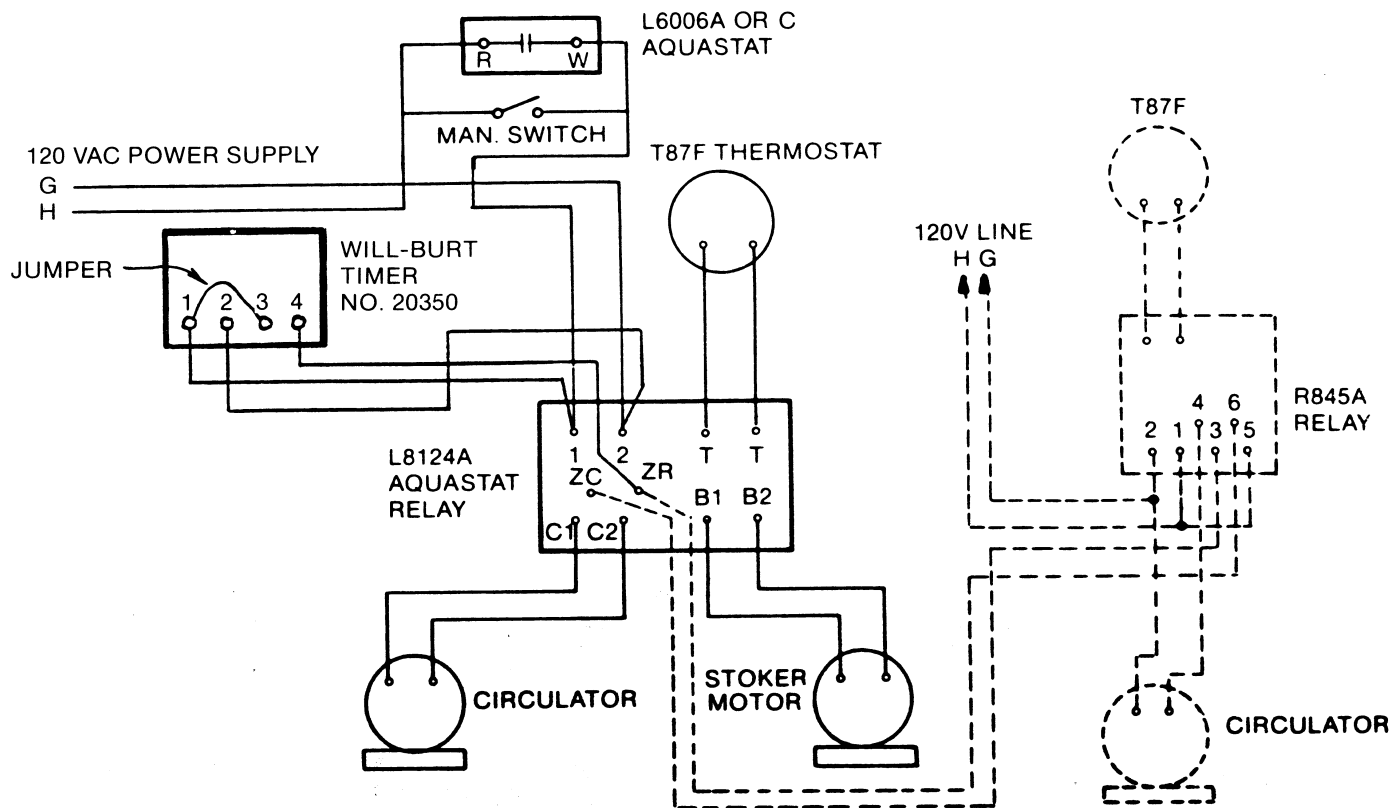 L6006A OR C
AQUASTAT
R W
MAN. SWITCH
120 VAC POWER SUPPLY
G
H
T87F THERMOSTAT
T87F
JUMPER
1 2 3 4
WILL-BURT
TIMER
NO. 20350
120V LINE
H G
L8124A
AQUASTAT
RELAY
1 2 T T
ZC ZR
B1 B2
C1 C2
4 6
2 1 3 5
R845A
RELAY
CIRCULATOR
STOKER
MOTOR
CIRCULATOR